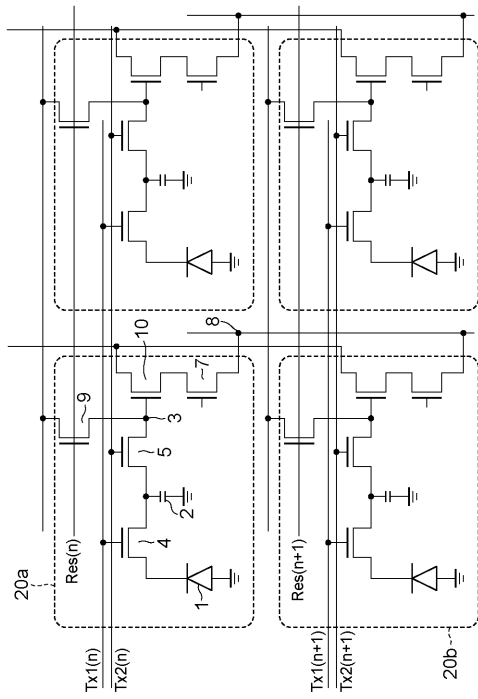 20a
Res(n)
Tx1(n)
Tx2(n)
1
2
3
4
5
7
8
9
10
Res(n+1)
Tx1(n+1)
Tx2(n+1)
20b